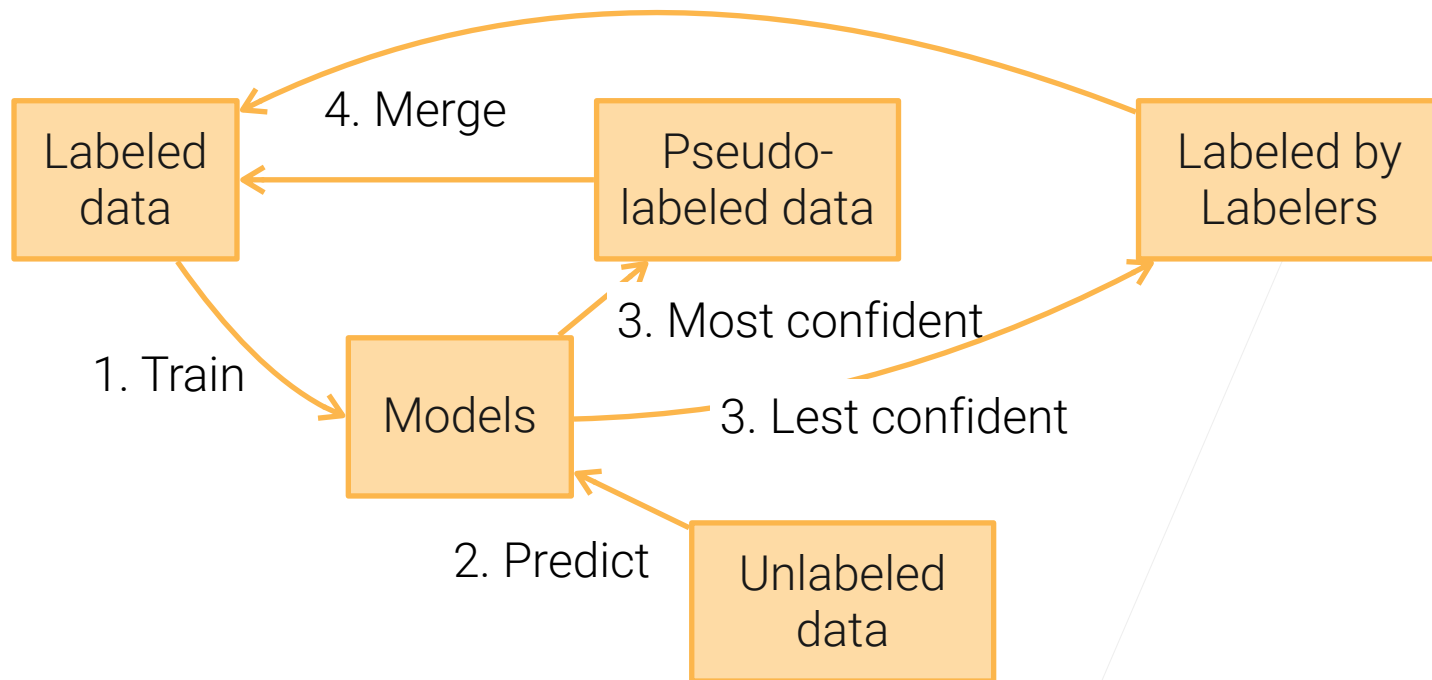 4. Merge
Labeled
data
Pseudo-
labeled data
Labeled by
Labelers
3. Most confident
1. Train
Models
3. Lest confident
2. Predict
Unlabeled
data